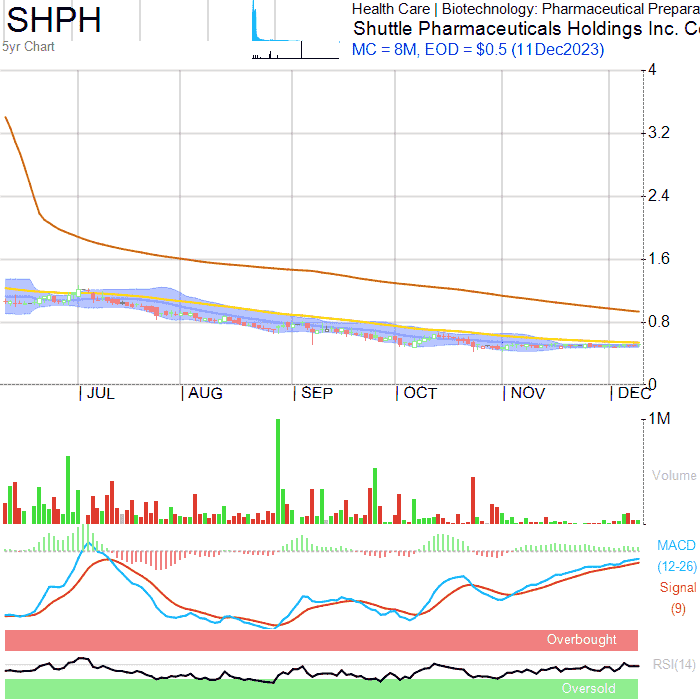 SHPH
5yr Chart
Health Care | Biotechnology: Pharmaceutical Prepara
Shuttle Pharmaceuticals Holdings Inc. Co
MC = 8M, EOD = $0.5 (11Dec2023)
4
3.2
2.4
1.6
0.8
0
JUL AUG SEP OCT NOV DEC
1M
Volume
MACD
(12-26)
Signal
(9)
Overbought
RSI(14)
Oversold